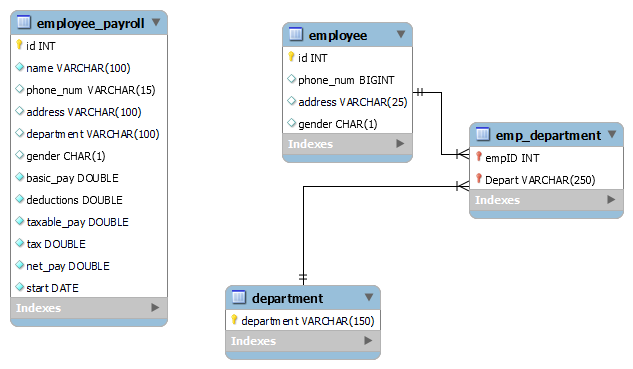 employee_payroll
id INT
name VARCHAR(100)
phone_num VARCHAR(15)
address VARCHAR(100)
department VARCHAR(100)
gender CHAR(1)
basic_pay DOUBLE
deductions DOUBLE
taxable_pay DOUBLE
tax DOUBLE
net_pay DOUBLE
start DATE
Indexes
employee
id INT
phone_num BIGINT
address VARCHAR(25)
gender CHAR(1)
Indexes
emp_department
empID INT
Depart VARCHAR(250)
Indexes
department
department VARCHAR(150)
Indexes